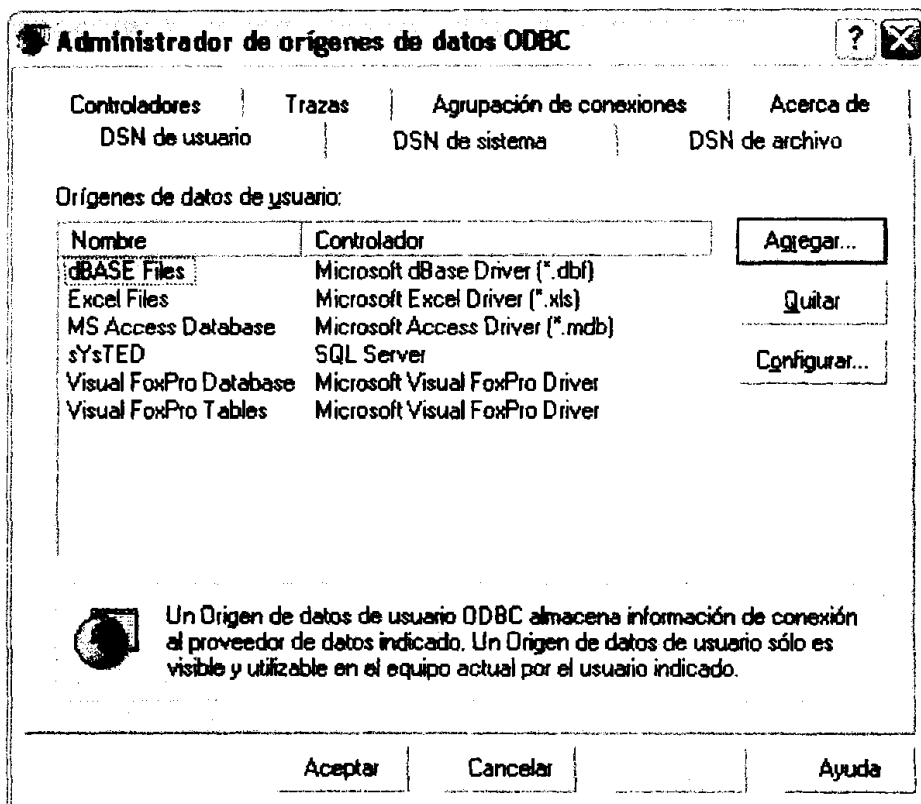 Administrador de orígenes de datos ODBC ?
Controladores Trazas Agrupación de conexiones Acerca de
DSN de usuario DSN de sistema DSN de archivo
Orígenes de datos de usuario:
Nombre Controlador
dBASE Files Microsoft dBase Driver (*.dbf)
Excel Files Microsoft Excel Driver (*.xls)
MS Access Database Microsoft Access Driver (*.mdb)
sYsTED SQL Server
Visual FoxPro Database Microsoft Visual FoxPro Driver
Visual FoxPro Tables Microsoft Visual FoxPro Driver
Agregar...
Quitar
Configurar...
Un Origen de datos de usuario ODBC almacena información de conexión
al proveedor de datos indicado. Un Origen de datos de usuario sólo es
visible y utilizable en el equipo actual por el usuario indicado.
Aceptar Cancelar Ayuda